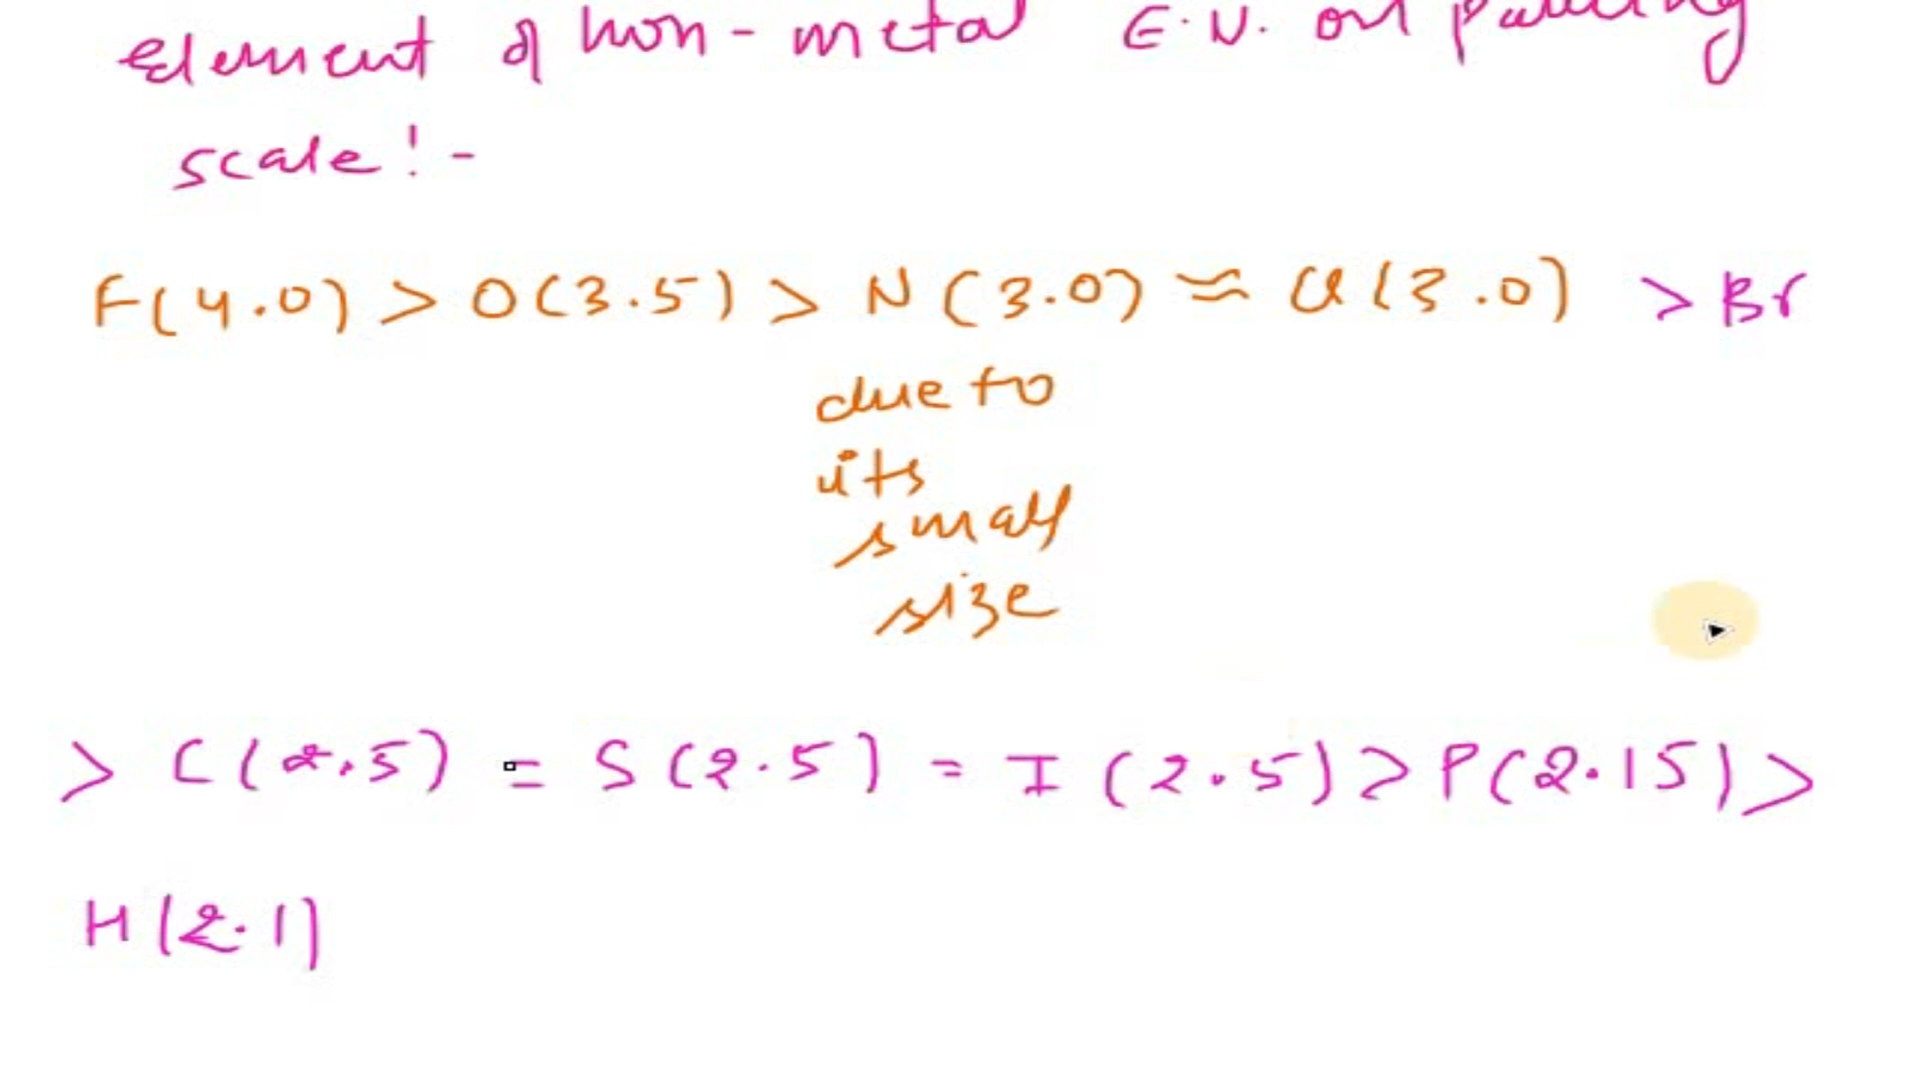 Element of non-metal E.N. on pauling
scale!-
F(4.0) > O(3.5) > N(3.0) ≈ Cl(3.0) > Br
due to
its
small
size
> C(2.5) = S(2.5) = I(2.5) > P(2.15) >
H(2.1)